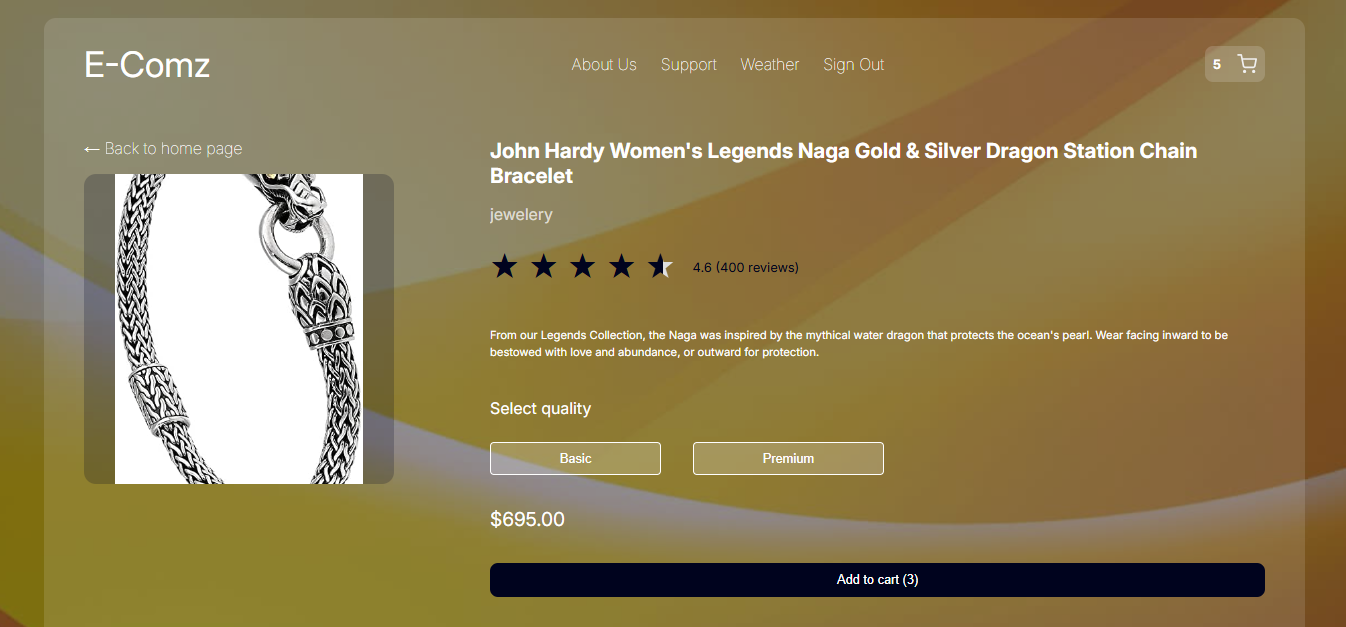 E-Comz
About Us
Support
Weather
Sign Out
5
← Back to home page
John Hardy Women's Legends Naga Gold & Silver Dragon Station Chain
Bracelet
jewelery
4.6 (400 reviews)
From our Legends Collection, the Naga was inspired by the mythical water dragon that protects the ocean's pearl. Wear facing inward to be
bestowed with love and abundance, or outward for protection.
Select quality
Basic
Premium
$695.00
Add to cart (3)